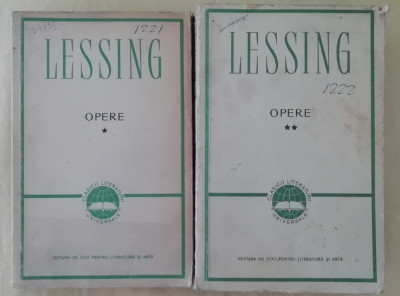 1221
LESSING
OPERE
★
CLASICII LITERATURII
UNIVERSALE
EDITURA DE STAT PENTRU LITERATURĂ ȘI ARTĂ
LESSING
1222
OPERE
★★
CLASICII LITERATURII
UNIVERSALE
EDITURA DE STAT PENTRU LITERATURĂ ȘI ARTĂ